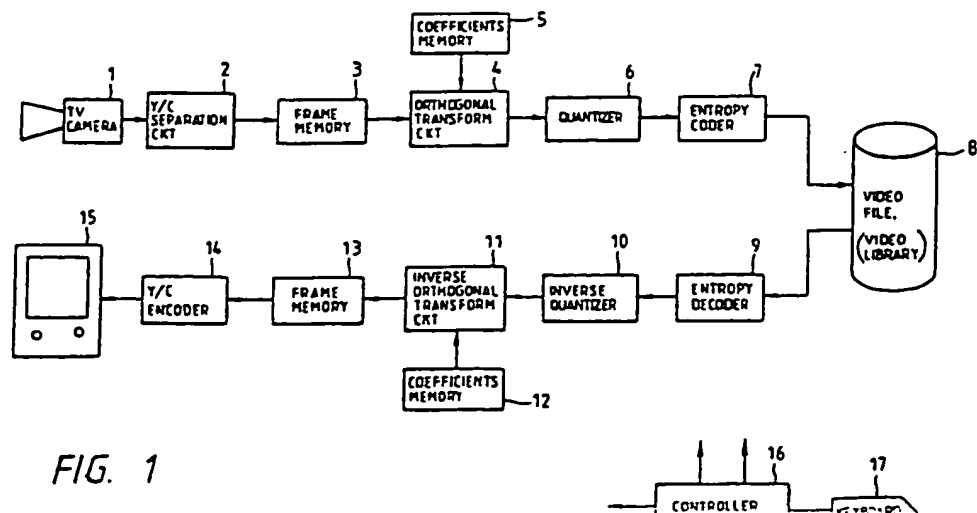 5
COEFFICIENTS
MEMORY
1
2
3
4
6
7
TV
CAMERA
Y/C
SEPARATION
CKT
FRAME
MEMORY
ORTHOGONAL
TRANSFORM
CKT
QUANTIZER
ENTROPY
CODER
8
VIDEO
FILE,
(VIDEO
LIBRARY)
15
14
13
11
10
9
Y/C
ENCODER
FRAME
MEMORY
INVERSE
ORTHOGONAL
TRANSFORM
CKT
INVERSE
QUANTIZER
ENTROPY
DECODER
COEFFICIENTS
MEMORY
12
FIG. 1
16
17
CONTROLLER
KEYBOARD